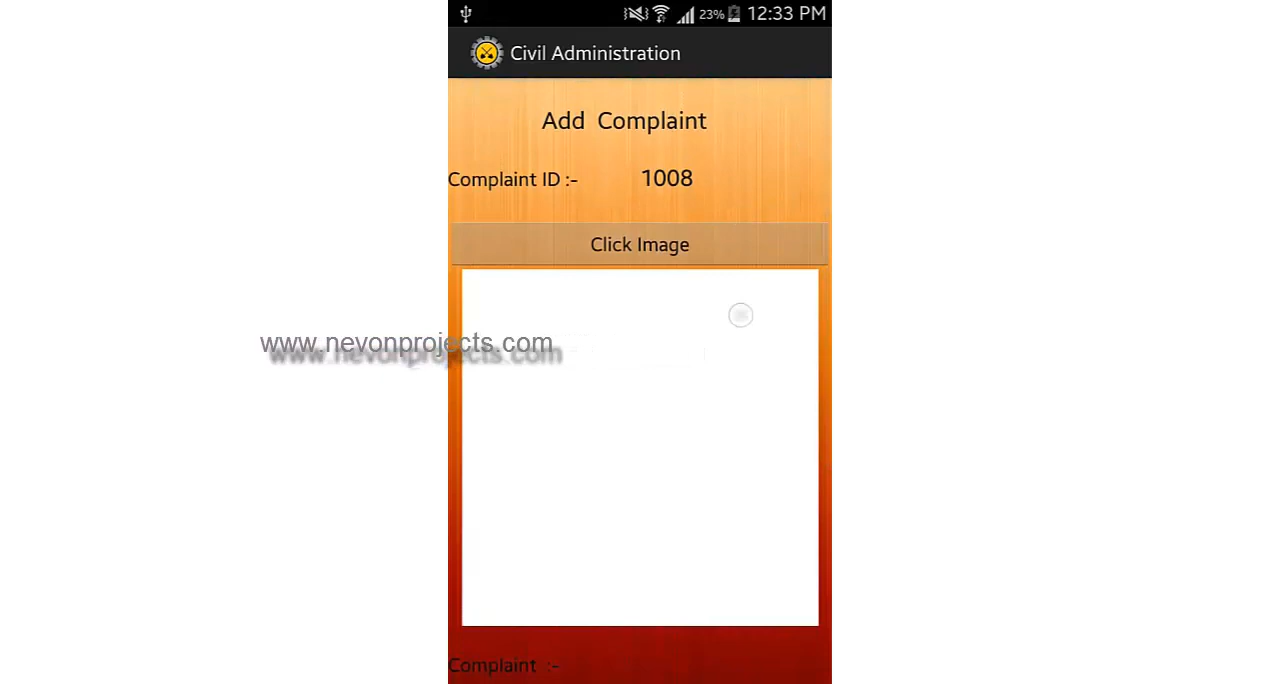 23% 12:33 PM
Civil Administration
Add Complaint
Complaint ID :- 1008
Click Image
www.nevonprojects.com
Complaint :-